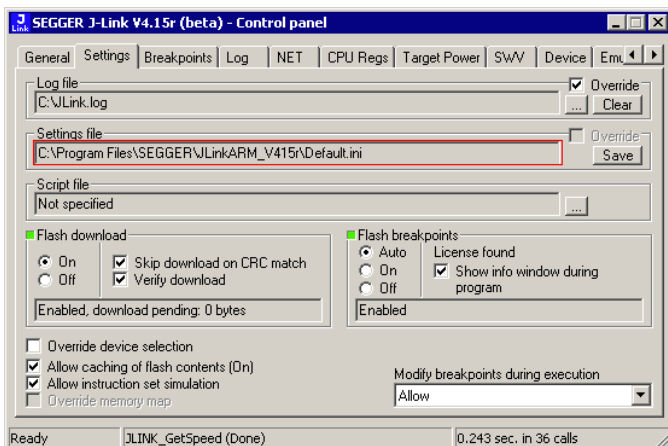 J Link SEGGER J-Link V4.15r (beta) - Control panel
General Settings Breakpoints Log NET CPU Regs Target Power SWV Device
Log file Override
C:\JLink.log ... Clear
Settings file Override
C:\Program Files\SEGGER\JLinkARM_V415r\Default.ini Save
Script file
Not specified ...
Flash download
On Skip download on CRC match
Off Verify download
Enabled, download pending: 0 bytes
Flash breakpoints
Auto License found
On Show info window during
Off program
Enabled
Override device selection
Allow caching of flash contents (On)
Allow instruction set simulation
Override memory map
Modify breakpoints during execution
Allow
Ready JLINK_GetSpeed (Done) 0.243 sec. in 36 calls